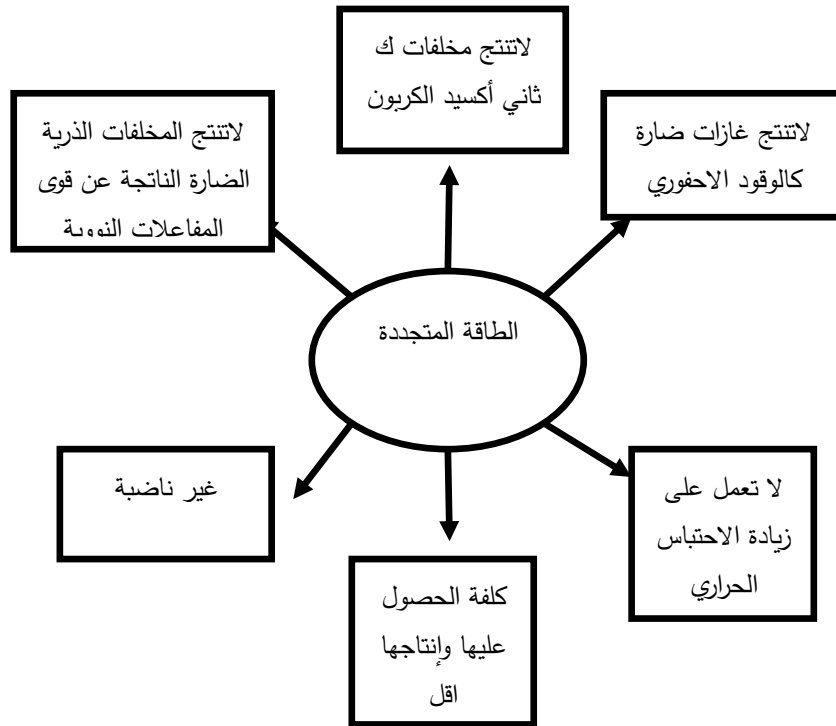 لاتنتج مخلفات ك
ثاني أكسيد الكربون
لاتنتج غازات ضارة
كالوقود الاحفوري
لاتنتج المخلفات الذرية
الضارة الناتجة عن قوى
المفاعلات النووية
الطاقة المتجددة
لا تعمل على
زيادة الاحتباس
الحراري
غير ناضبة
كلفة الحصول
عليها وإنتاجها
اقل